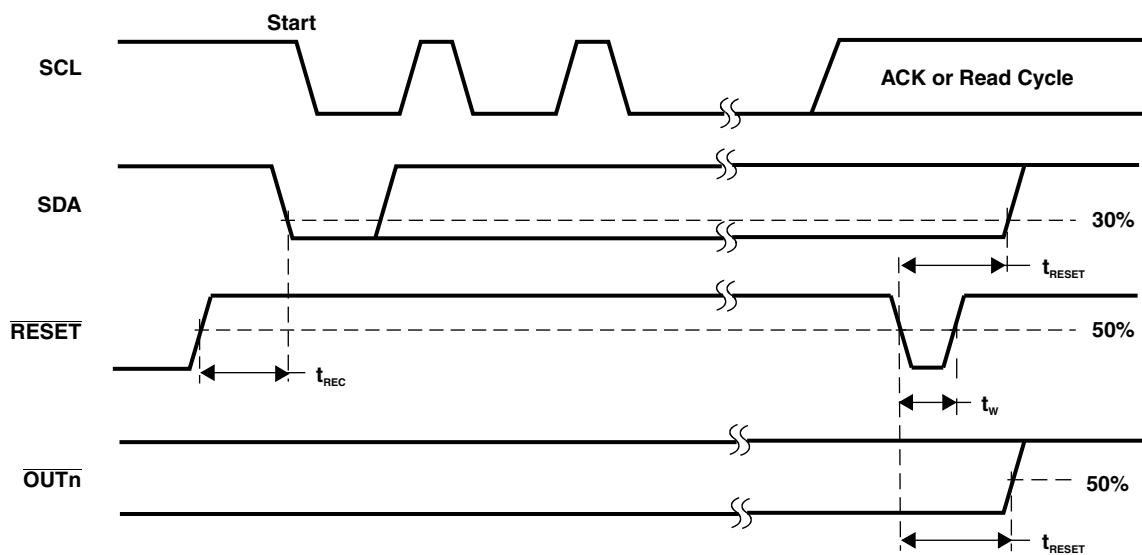 Start
SCL
ACK or Read Cycle
SDA
30%
tRESET
RESET
50%
tREC
tW
OUTn
50%
tRESET